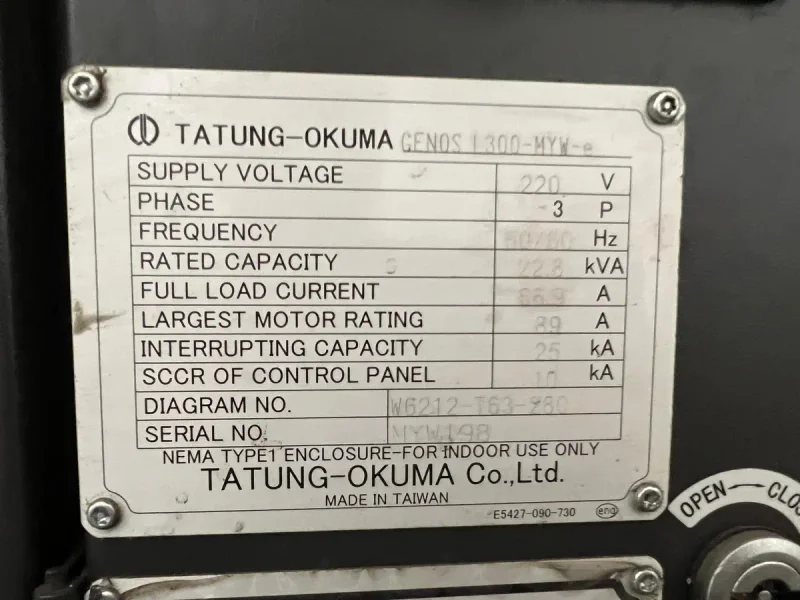 TATUNG-OKUMA GENOS L300-MYW-e
SUPPLY VOLTAGE 220 V
PHASE 3 P
FREQUENCY Hz
RATED CAPACITY 22.8 kVA
FULL LOAD CURRENT A
LARGEST MOTOR RATING 89 A
INTERRUPTING CAPACITY 25 kA
SCCR OF CONTROL PANEL 10 kA
DIAGRAM NO.
SERIAL NO. MYW198
NEMA TYPE1 ENCLOSURE-FOR INDOOR USE ONLY
TATUNG-OKUMA Co.,Ltd.
MADE IN TAIWAN
E5427-090-730 eng
OPEN